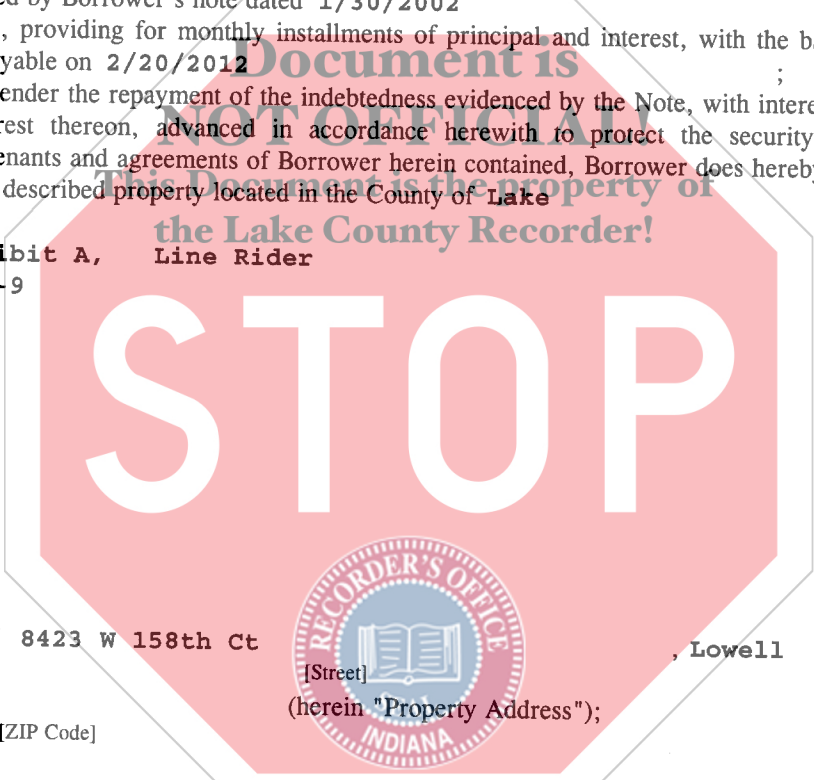 by Borrower's note dated 1/30/2002
, providing for monthly installments of principal and interest, with the
on 2/20/2012 ;
Document is
ender the repayment of the indebtedness evidenced by the Note, with intere
NOT OFFICIAL!
rest thereon, advanced in accordance herewith to protect the security
enants and agreements of Borrower herein contained, Borrower does hereby
This Document is the property of
described property located in the County of Lake
the Lake County Recorder!
ibit A, Line Rider
-9
STOP
RECORDER'S OFFICE
8423 W 158th Ct , Lowell
[Street]
SEAL
(herein "Property Address");
[ZIP Code]
INDIANA